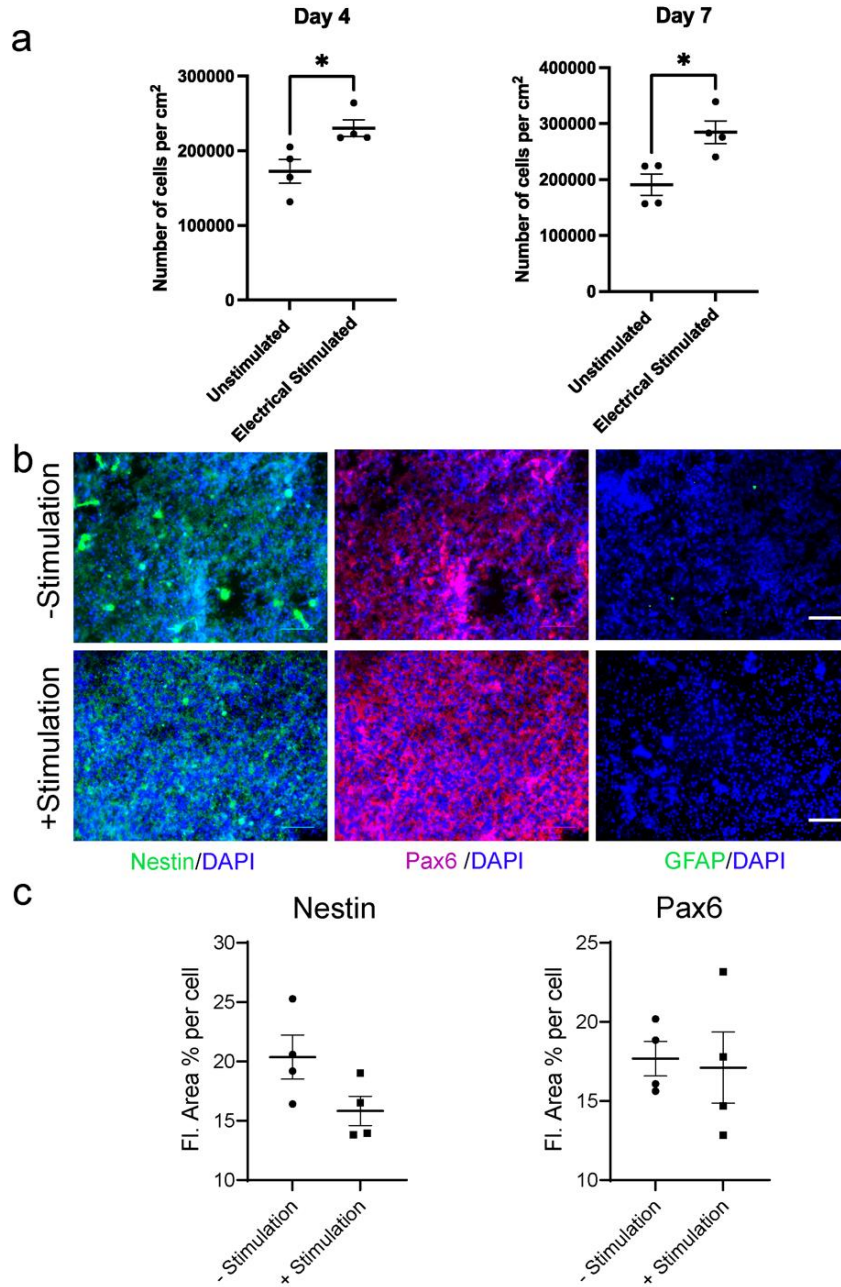 a
Day 4
Day 7
Number of cells per cm²
300000
200000
100000
0
*
Unstimulated
Electrical Stimulated
Number of cells per cm²
400000
300000
200000
100000
0
*
Unstimulated
Electrical Stimulated
b
-Stimulation
+Stimulation
Nestin/DAPI
Pax6 /DAPI
GFAP/DAPI
c
Nestin
Pax6
Fl. Area % per cell
30
25
20
15
10
- Stimulation
+ Stimulation
Fl. Area % per cell
25
20
15
10
- Stimulation
+ Stimulation